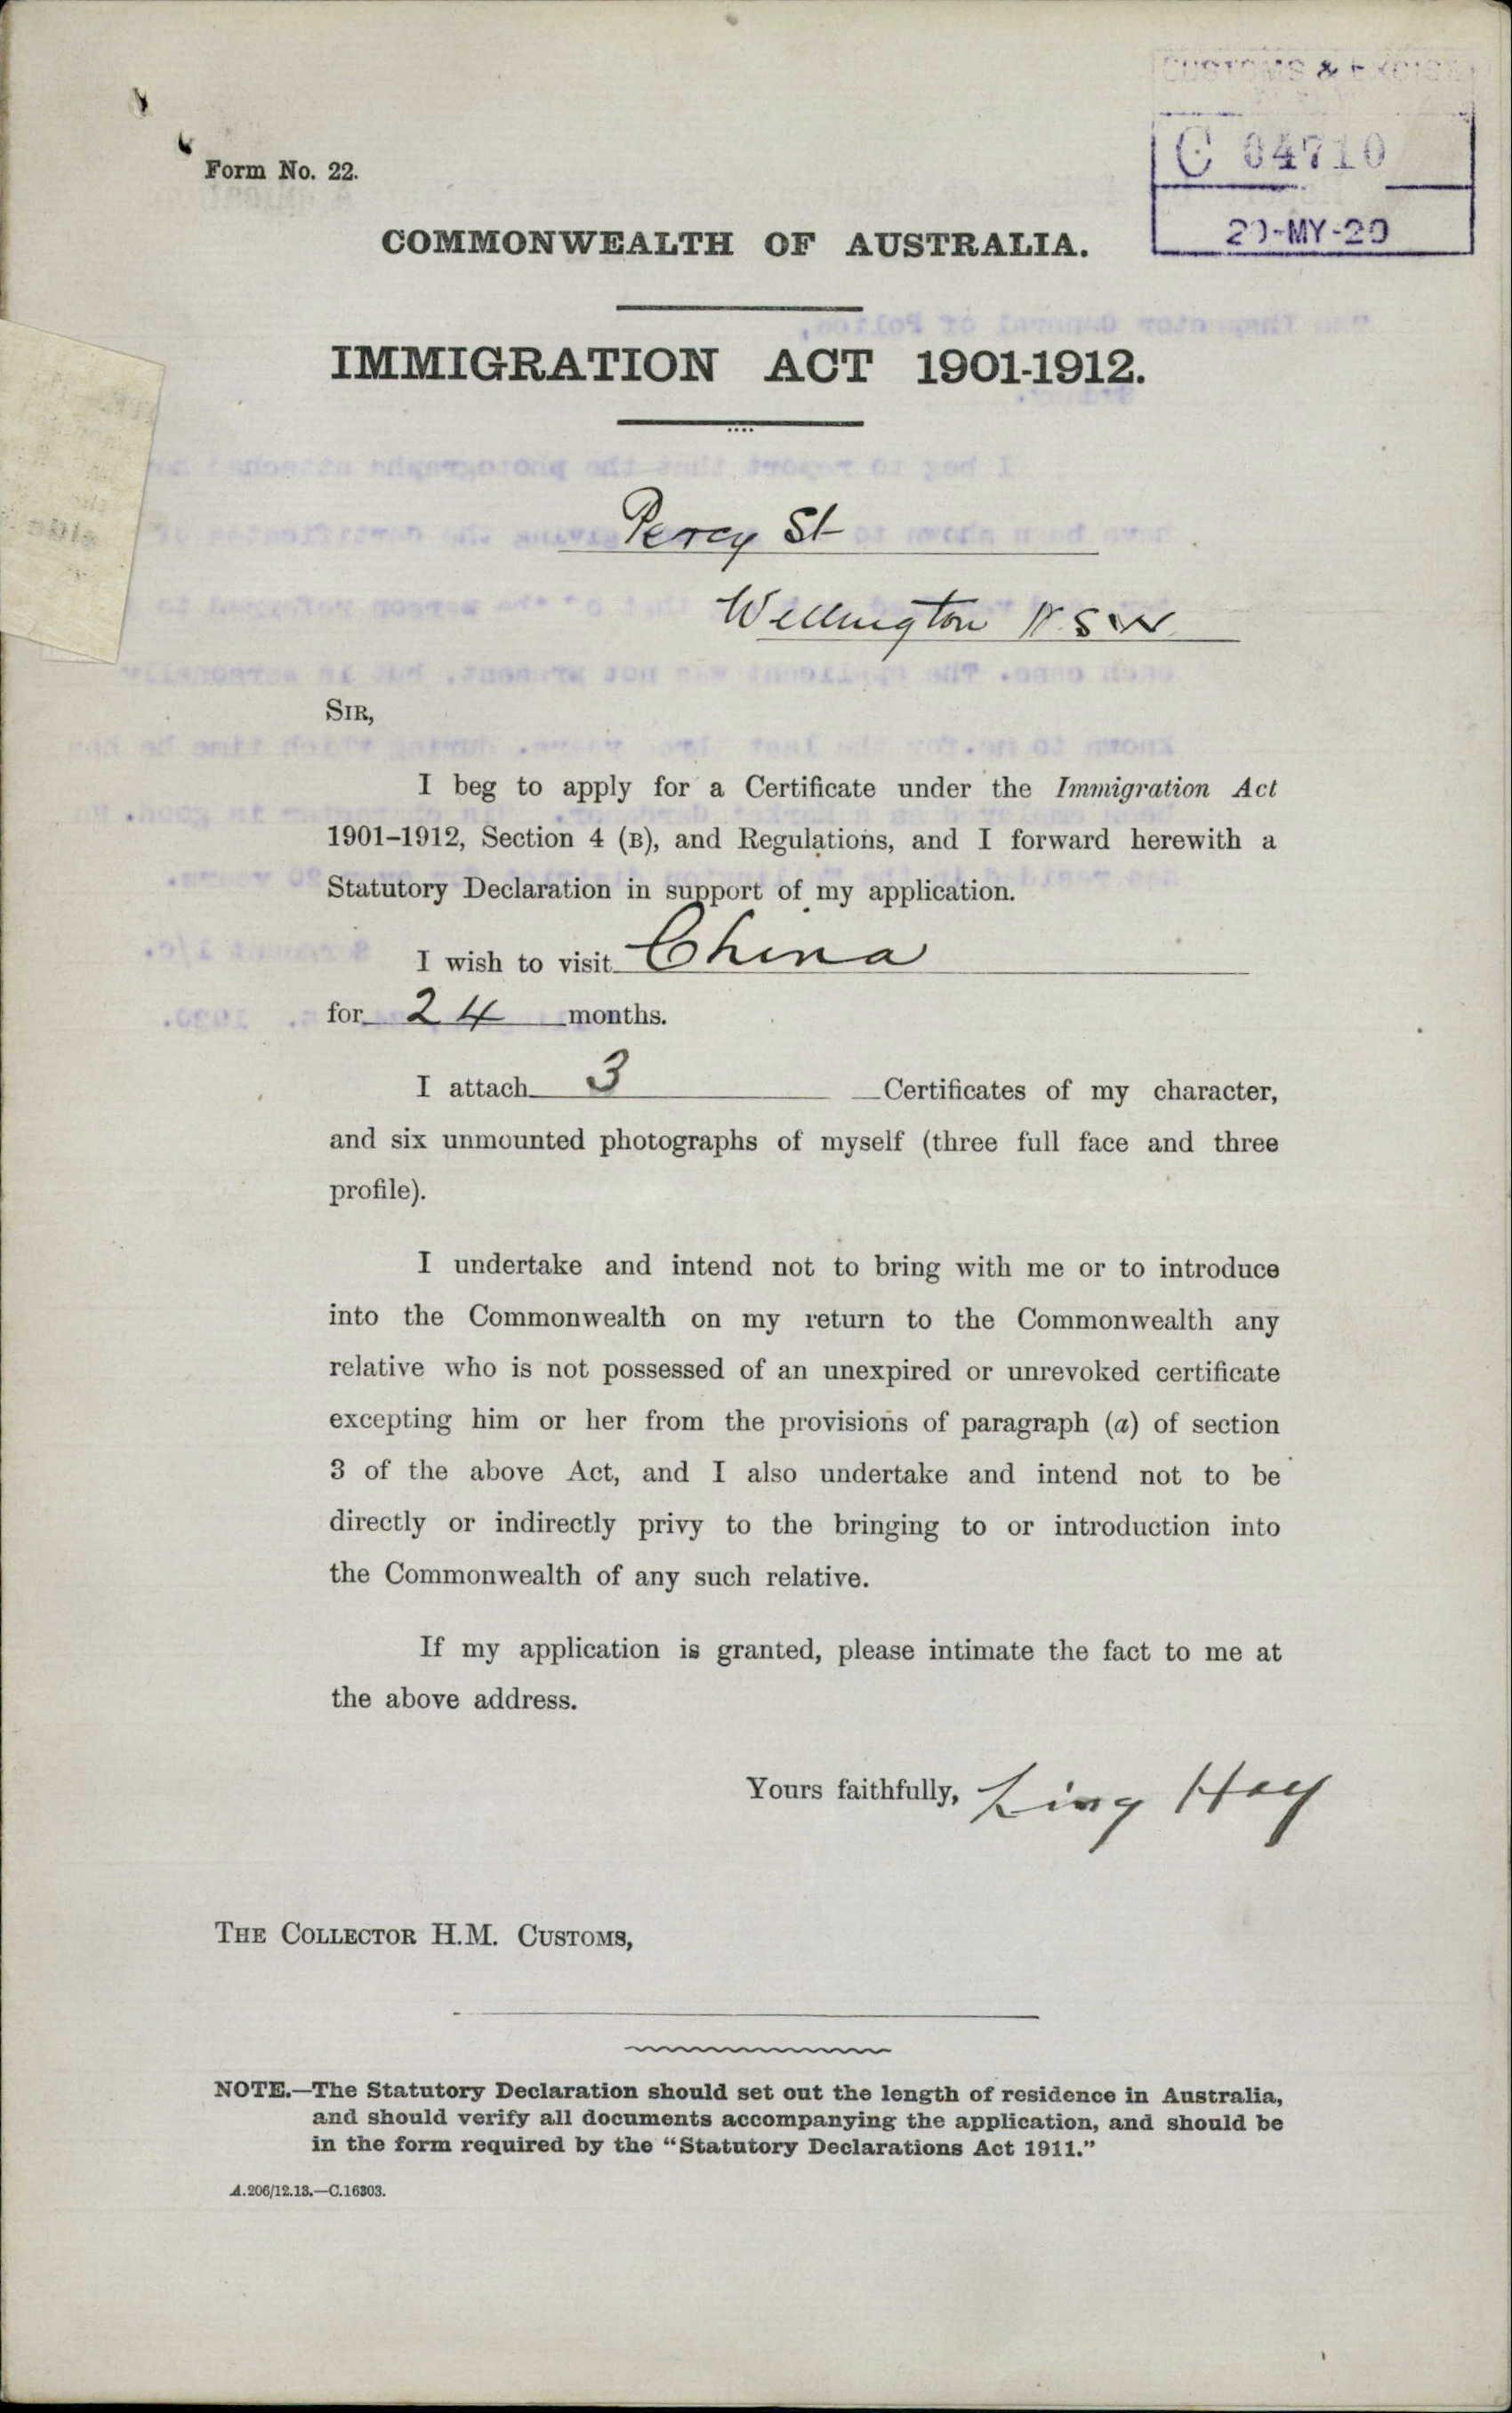 CUSTOMS & EXCISE
C 04710
-MY-20
Form No. 22.
COMMONWEALTH OF AUSTRALIA.
IMMIGRATION ACT 1901-1912.
Percy St
Wellington N.S.W
SIR,
I beg to apply for a Certificate under the Immigration Act
1901–1912, Section 4 (B), and Regulations, and I forward herewith a
Statutory Declaration in support of my application.
I wish to visit China
for 24 months.
I attach 3 Certificates of my character,
and six unmounted photographs of myself (three full face and three
profile).
I undertake and intend not to bring with me or to introduce
into the Commonwealth on my return to the Commonwealth any
relative who is not possessed of an unexpired or unrevoked certificate
excepting him or her from the provisions of paragraph (a) of section
3 of the above Act, and I also undertake and intend not to be
directly or indirectly privy to the bringing to or introduction into
the Commonwealth of any such relative.
If my application is granted, please intimate the fact to me at
the above address.
Yours faithfully, Ling Hoy
THE COLLECTOR H.M. CUSTOMS,
NOTE.—The Statutory Declaration should set out the length of residence in Australia,
and should verify all documents accompanying the application, and should be
in the form required by the "Statutory Declarations Act 1911."
A.206/12.13.—C.16303.